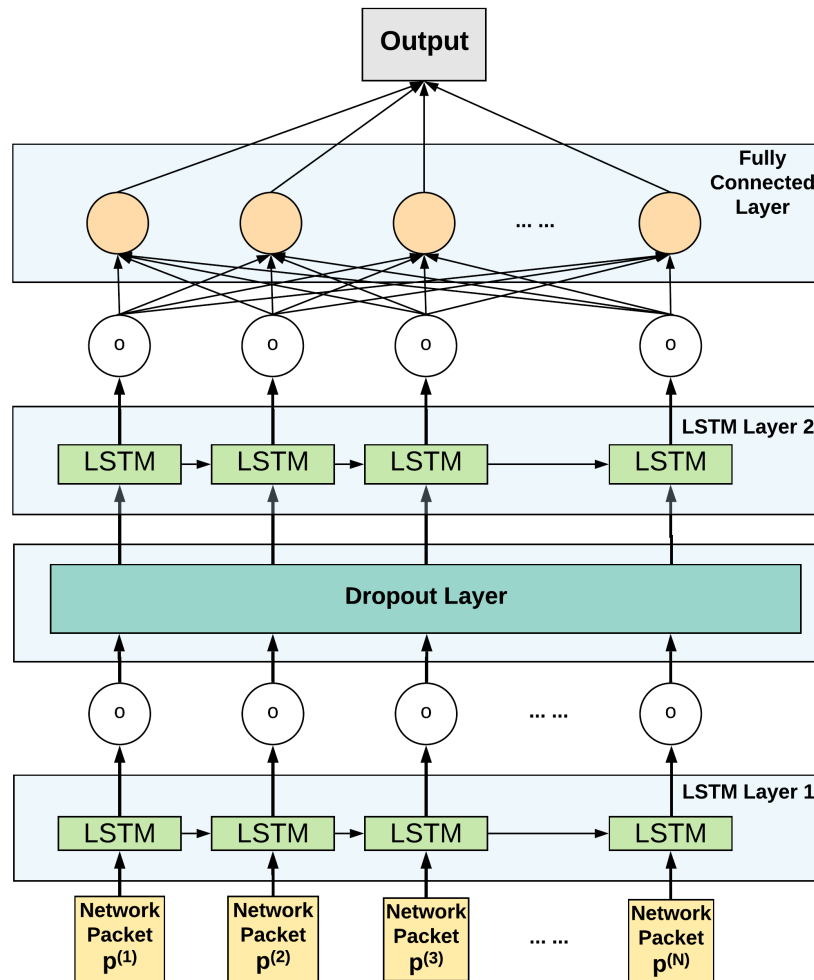 Output
Fully
Connected
Layer
... ...
o o o o
LSTM Layer 2
LSTM LSTM LSTM LSTM
Dropout Layer
o o o ... ... o
LSTM Layer 1
LSTM LSTM LSTM LSTM
Network Network Network Network
Packet Packet Packet Packet
p(1) p(2) p(3) ... ... p(N)